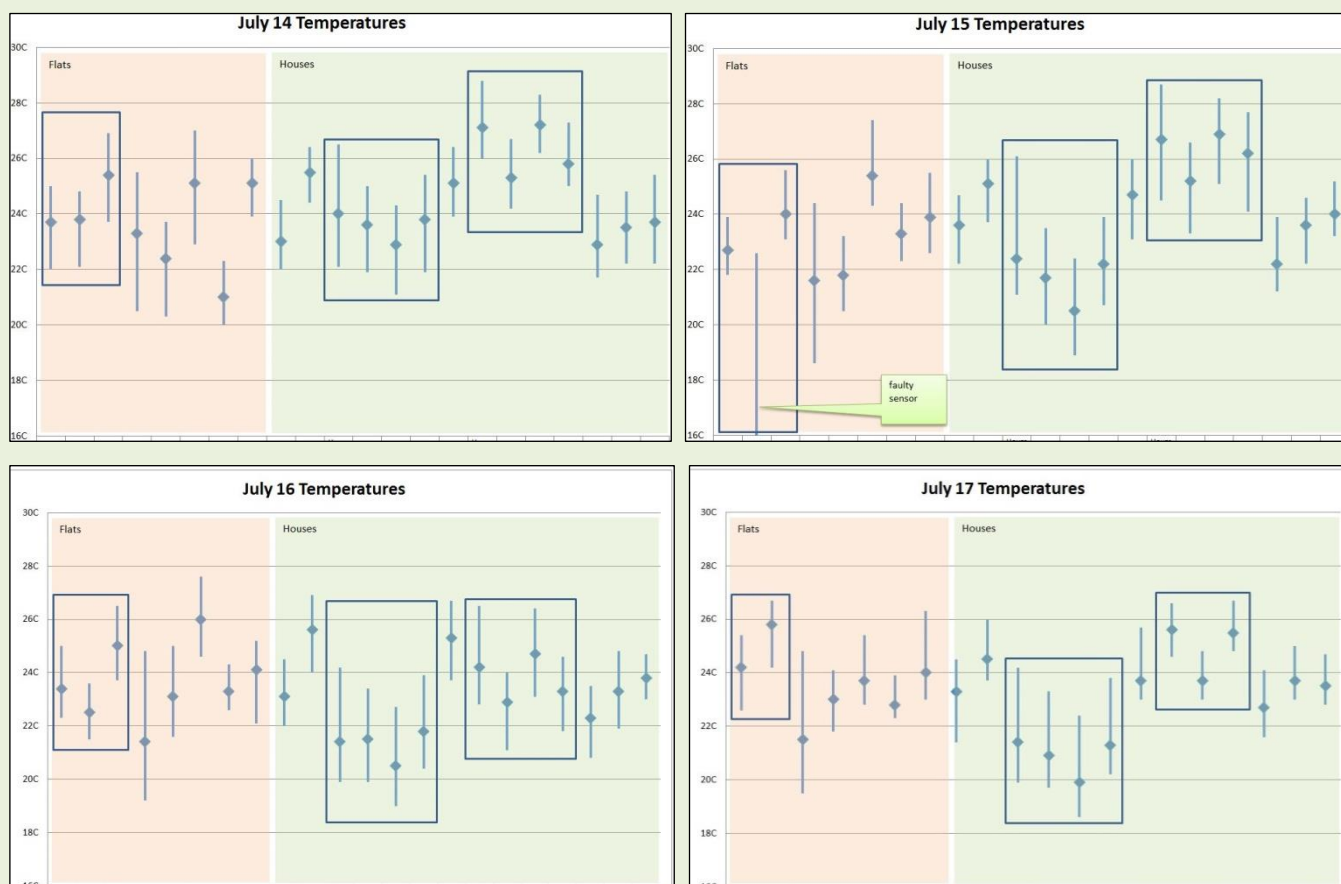 July 14 Temperatures
30C
28C
26C
24C
22C
20C
18C
16C
Flats
Houses
July 15 Temperatures
30C
28C
26C
24C
22C
20C
18C
16C
Flats
Houses
faulty
sensor
July 16 Temperatures
30C
28C
26C
24C
22C
20C
18C
Flats
Houses
July 17 Temperatures
30C
28C
26C
24C
22C
20C
18C
Flats
Houses